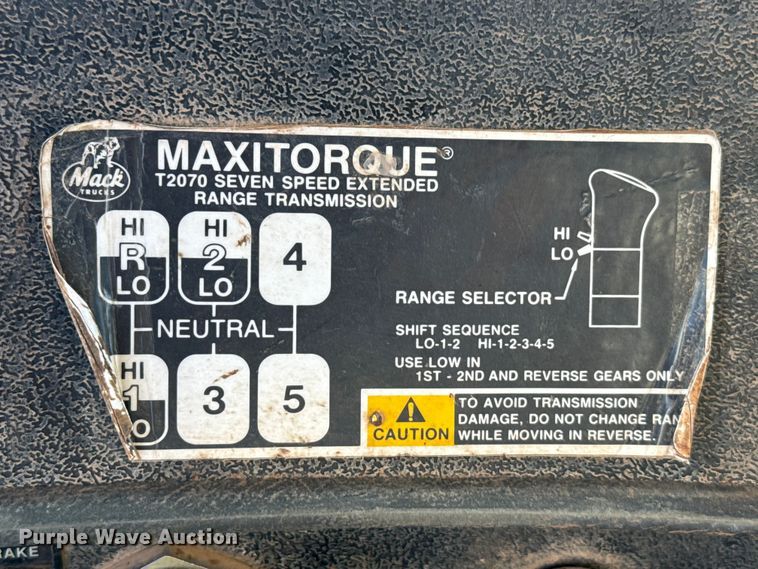 Mack
TRUCKS
MAXITORQUE®
T2070 SEVEN SPEED EXTENDED
RANGE TRANSMISSION
HI HI
R 2 4
LO LO
NEUTRAL
HI
1 3 5
HI
LO
RANGE SELECTOR
SHIFT SEQUENCE
LO-1-2 HI-1-2-3-4-5
USE LOW IN
1ST - 2ND AND REVERSE GEARS ONLY
CAUTION
TO AVOID TRANSMISSION
DAMAGE, DO NOT CHANGE RAN
WHILE MOVING IN REVERSE.
Purple Wave Auction